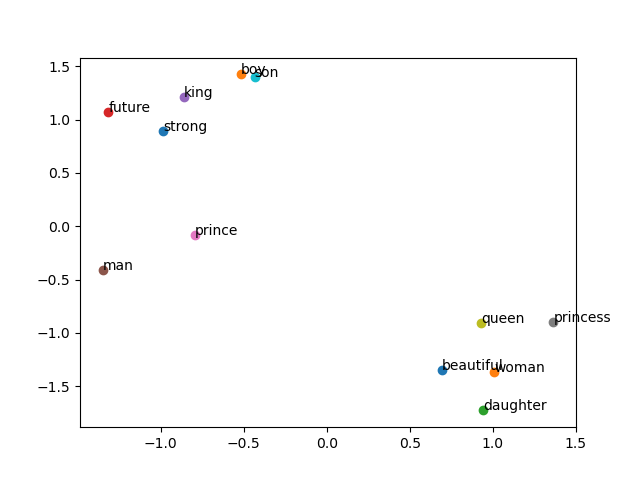 1.5
1.0
0.5
0.0
−0.5
−1.0
−1.5
boy
son
king
future
strong
prince
man
queen
princess
beautiful
woman
daughter
−1.0
−0.5
0.0
0.5
1.0
1.5